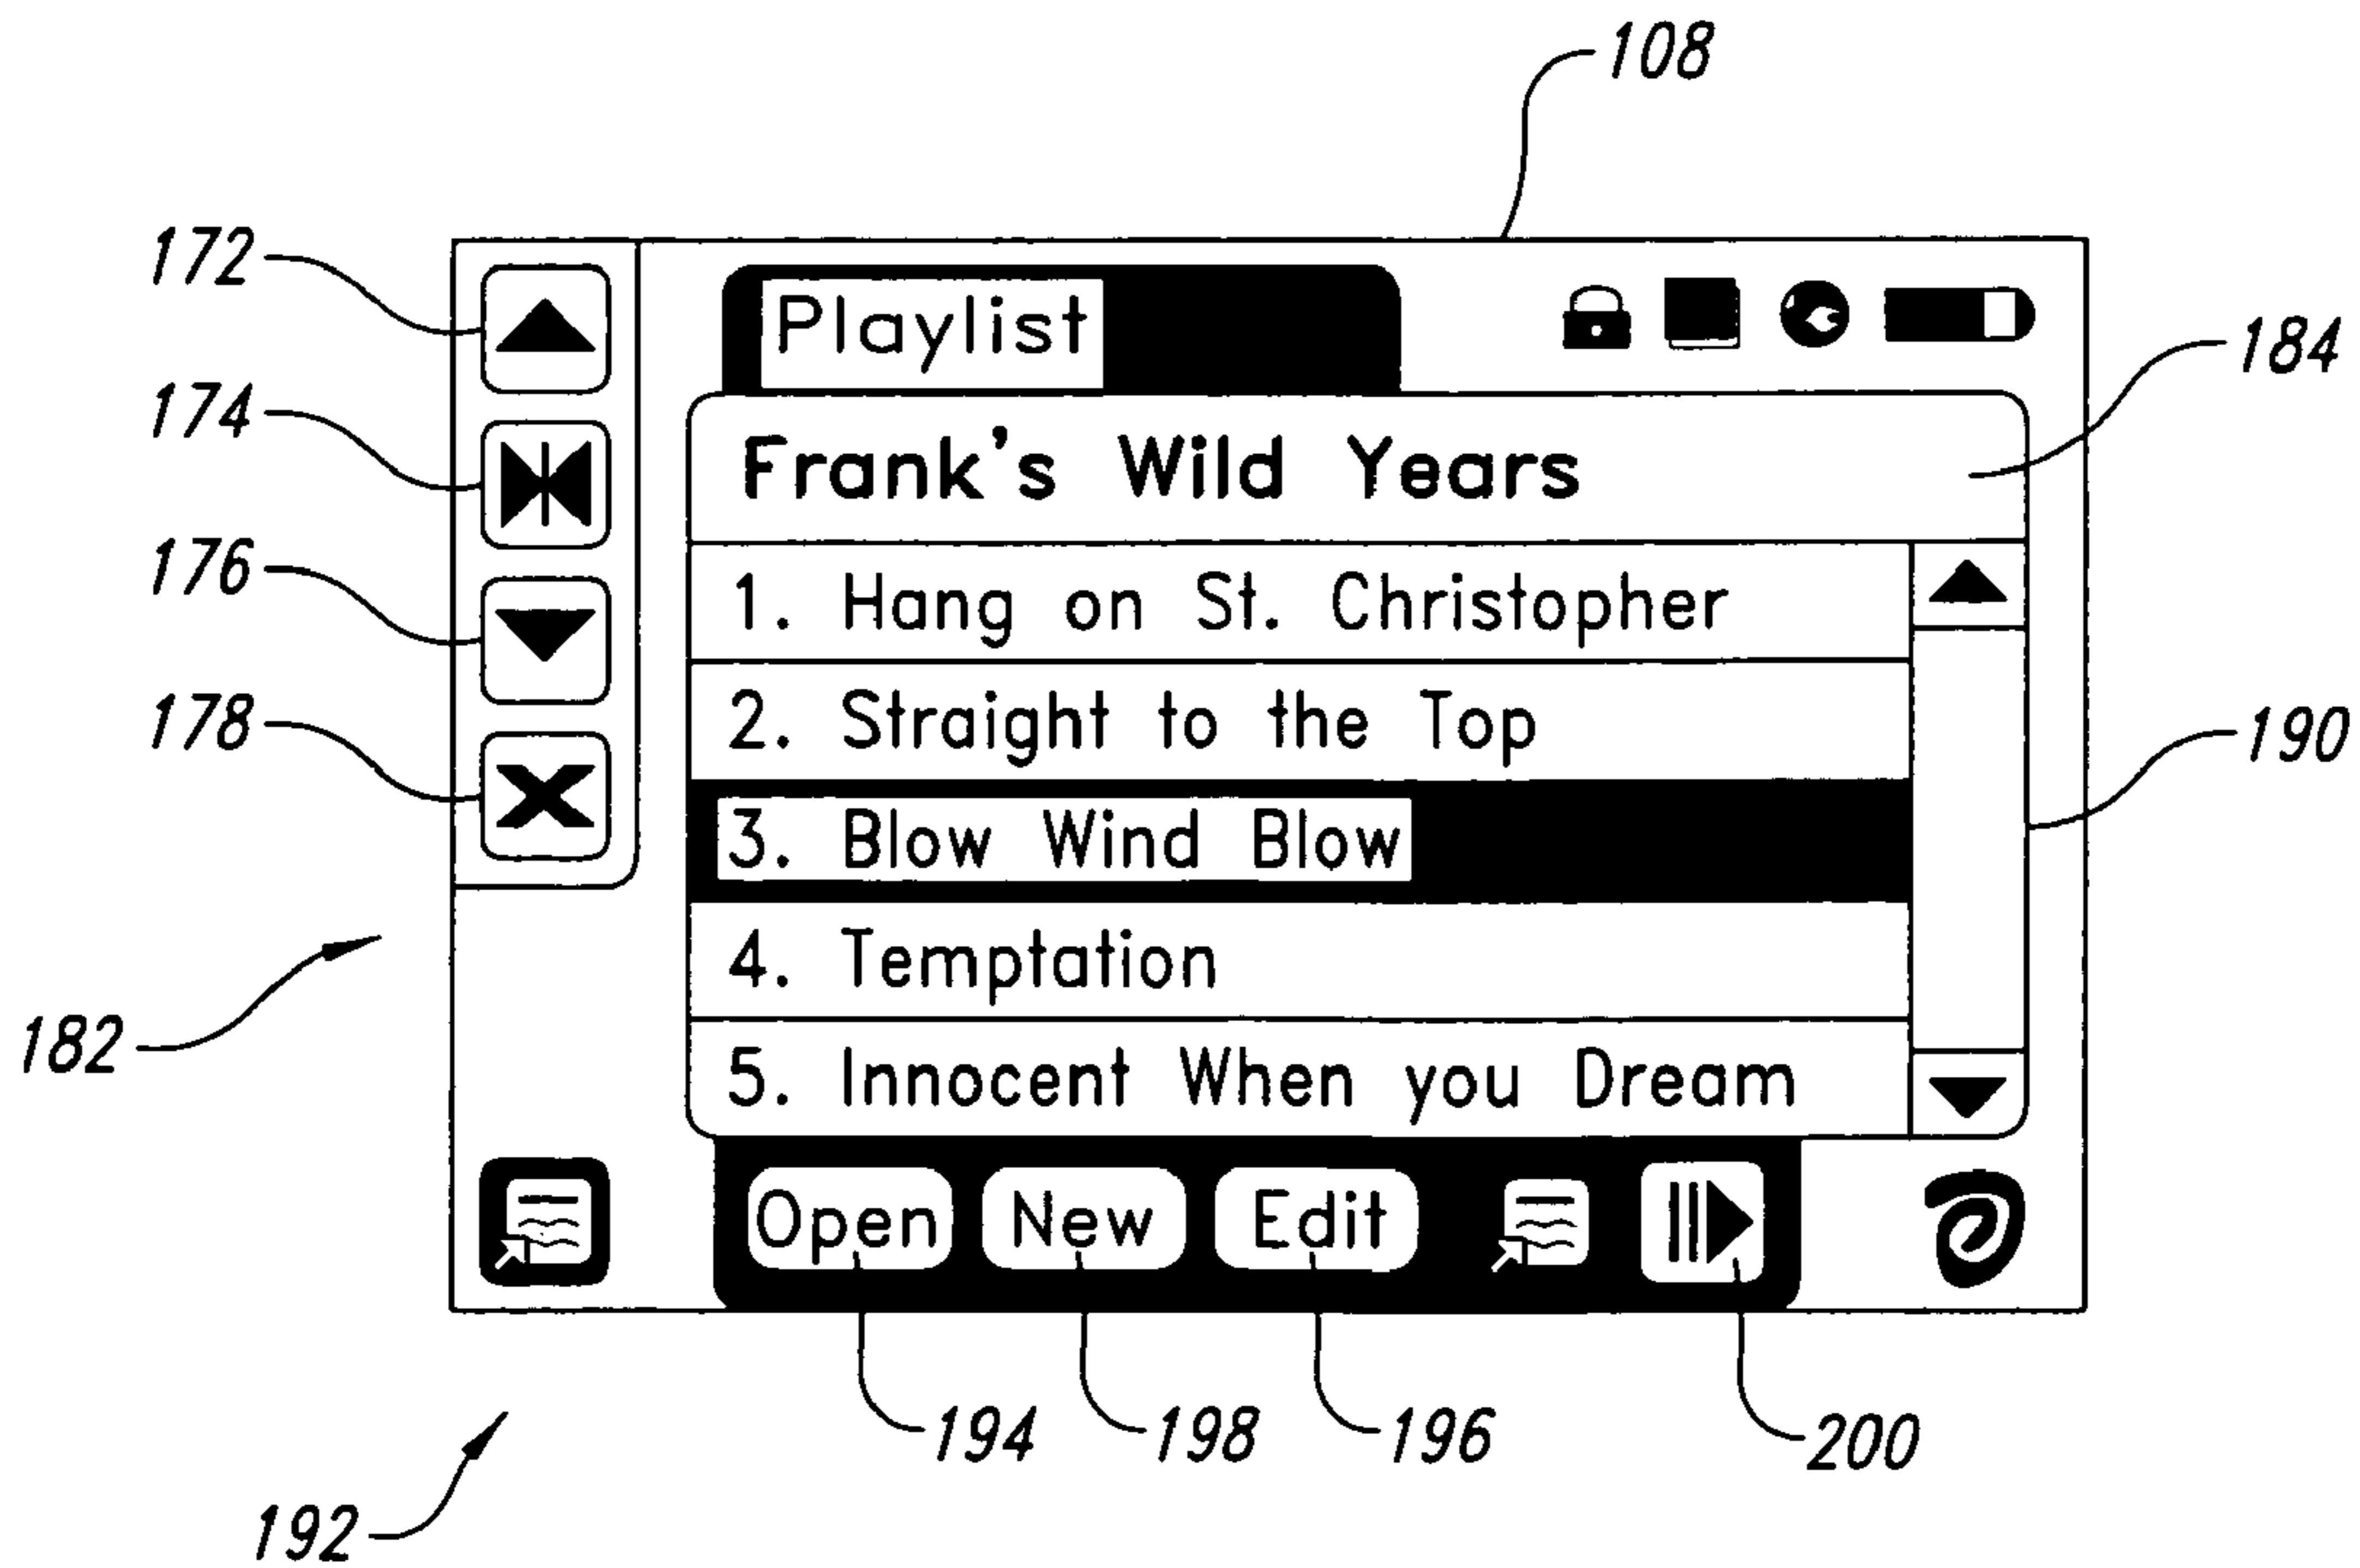 108
172
Playlist
184
174
Frank's Wild Years
176
1. Hang on St. Christopher
178
2. Straight to the Top
190
3. Blow Wind Blow
4. Temptation
182
5. Innocent When you Dream
Open New Edit
194 198 196 200
192